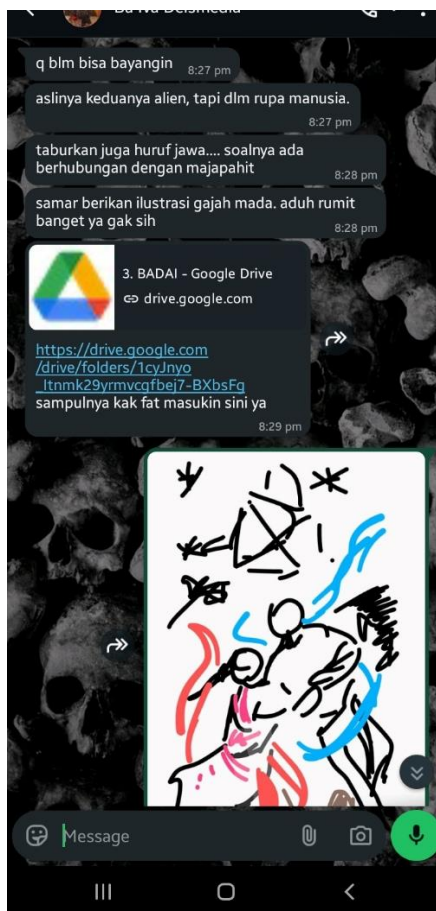 q blm bisa bayangin
8:27 pm
aslinya keduanya alien, tapi dlm rupa manusia.
8:27 pm
taburkan juga huruf jawa.... soalnya ada
berhubungan dengan majapahit
8:28 pm
samar berikan ilustrasi gajah mada. aduh rumit
banget ya gak sih
8:28 pm
3. BADAI - Google Drive
drive.google.com
https://drive.google.com
/drive/folders/1cyJnyo
_Itnmk29yrmvcgfbej7-BXbsFg
sampulnya kak fat masukin sini ya
8:29 pm
Message